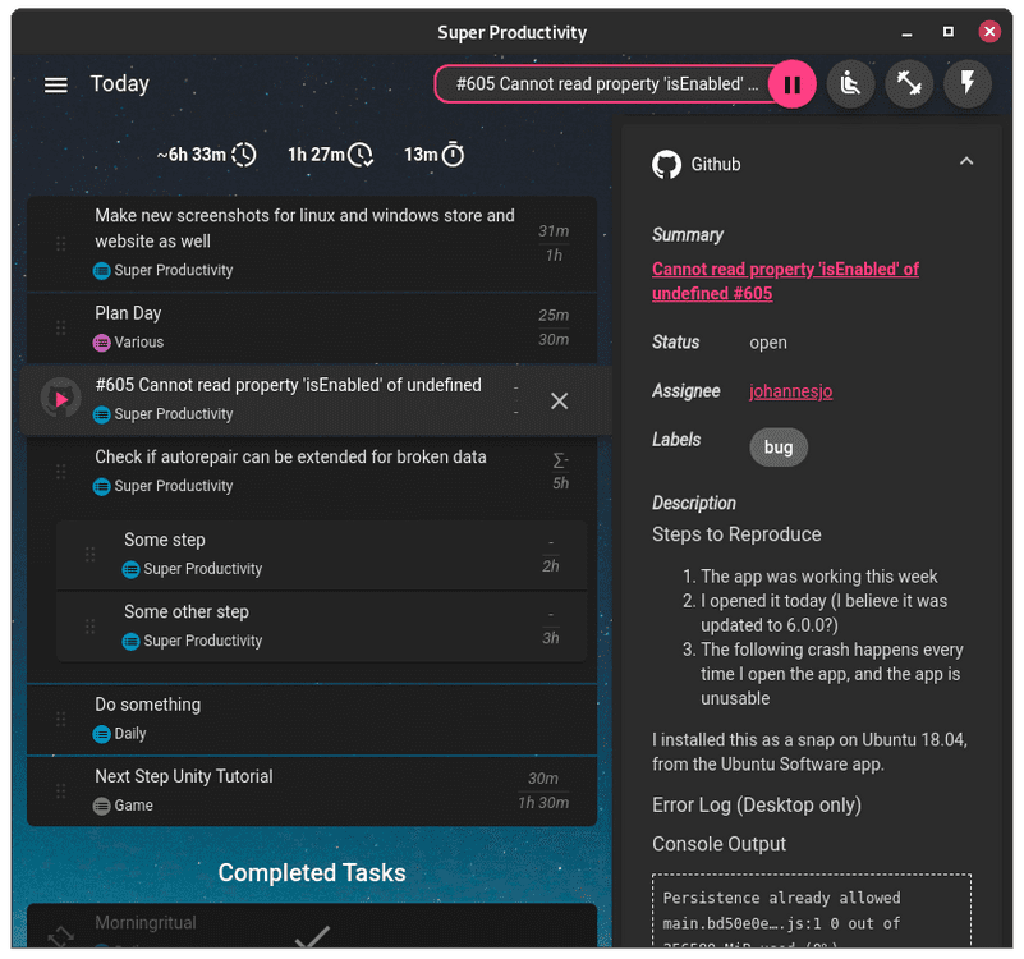 Super Productivity
Today
#605 Cannot read property 'isEnabled' ...
~6h 33m
1h 27m
13m
Make new screenshots for linux and windows store and
website as well
Super Productivity
31m
1h
Plan Day
Various
25m
30m
#605 Cannot read property 'isEnabled' of undefined
Super Productivity
-
-
Check if autorepair can be extended for broken data
Super Productivity
Σ-
5h
Some step
Super Productivity
-
2h
Some other step
Super Productivity
-
3h
Do something
Daily
Next Step Unity Tutorial
Game
30m
1h 30m
Completed Tasks
Morningritual
Github
Summary
Cannot read property 'isEnabled' of
undefined #605
Status open
Assignee johannesjo
Labels bug
Description
Steps to Reproduce
1. The app was working this week
2. I opened it today (I believe it was
updated to 6.0.0?)
3. The following crash happens every
time I open the app, and the app is
unusable
I installed this as a snap on Ubuntu 18.04,
from the Ubuntu Software app.
Error Log (Desktop only)
Console Output
Persistence already allowed
main.bd50e0e….js:1 0 out of